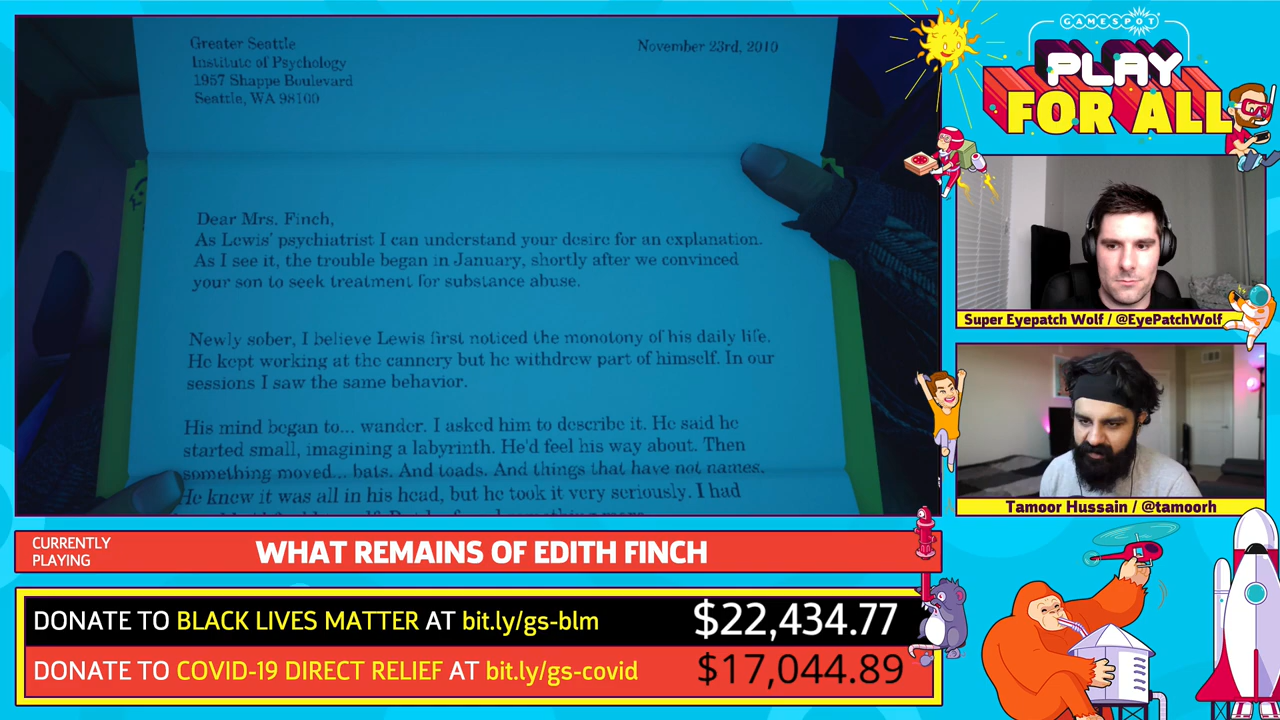 Greater Seattle
Institute of Psychology
1957 Shappe Boulevard
Seattle, WA 98100
November 23rd, 2010
Dear Mrs. Finch,
As Lewis' psychiatrist I can understand your desire for an explanation.
As I see it, the trouble began in January, shortly after we convinced
your son to seek treatment for substance abuse.
Newly sober, I believe Lewis first noticed the monotony of his daily life.
He kept working at the cannery but he withdrew part of himself. In our
sessions I saw the same behavior.
His mind began to... wander. I asked him to describe it. He said he
started small, imagining a labyrinth. He'd feel his way about. Then
something moved... bats. And toads. And things that have not names.
He knew it was all in his head, but he took it very seriously. I had
GAMESPOT
PLAY
FOR ALL
Super Eyepatch Wolf / @EyePatchWolf
Tamoor Hussain / @tamoorh
CURRENTLY
PLAYING
WHAT REMAINS OF EDITH FINCH
DONATE TO BLACK LIVES MATTER AT bit.ly/gs-blm $22,434.77
DONATE TO COVID-19 DIRECT RELIEF AT bit.ly/gs-covid $17,044.89